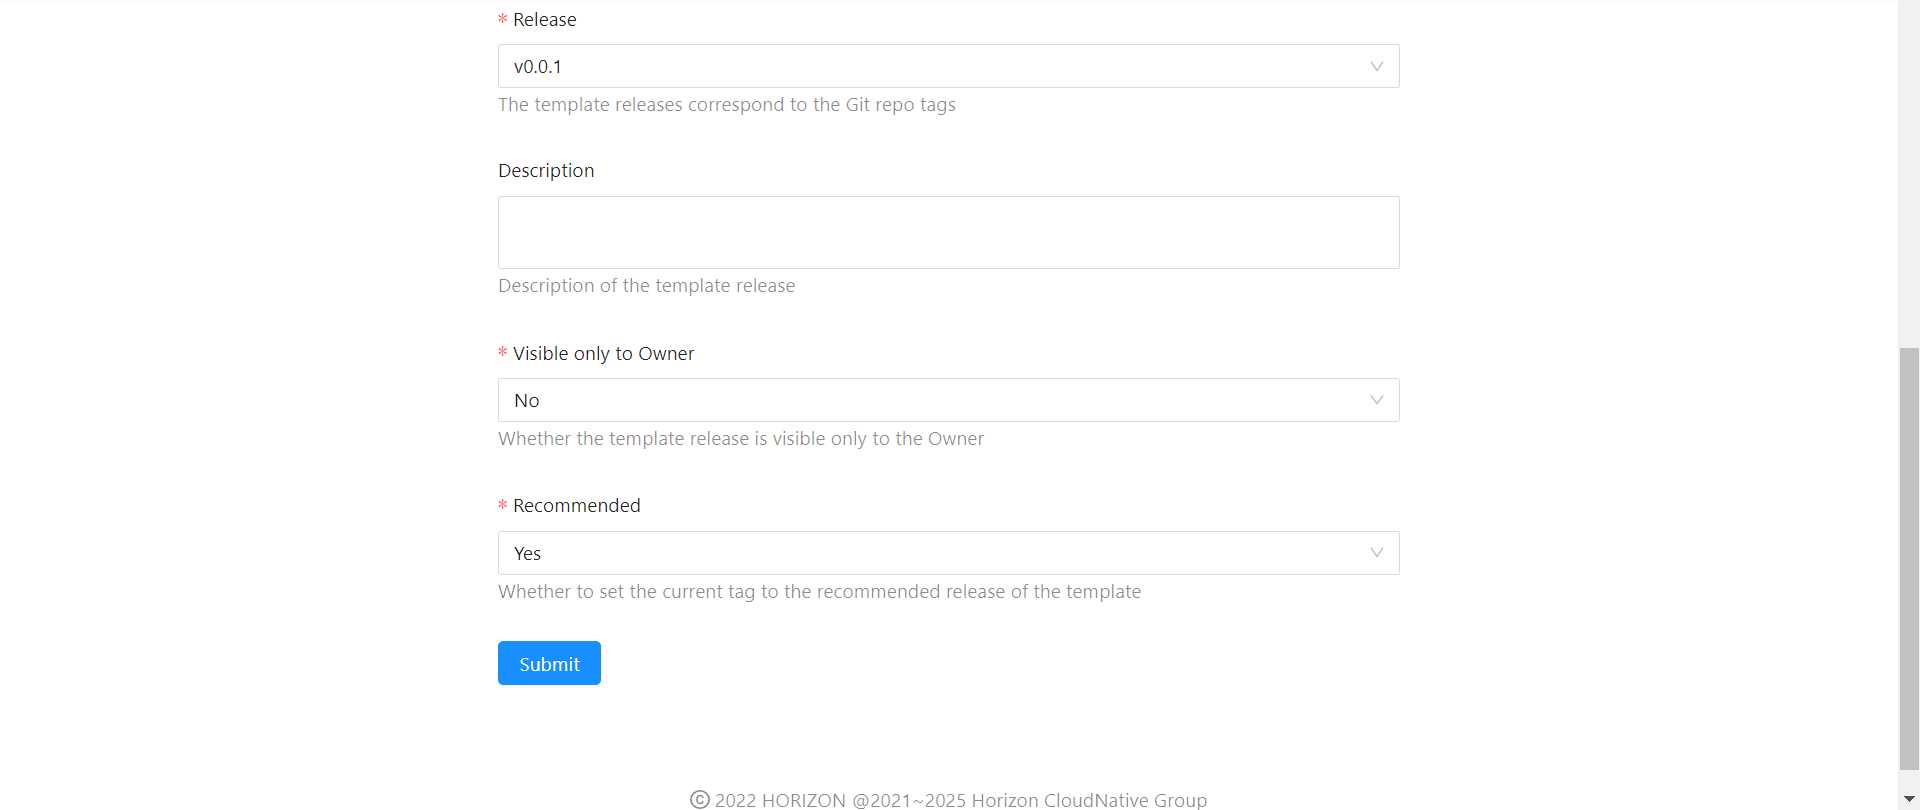 * Release
v0.0.1
The template releases correspond to the Git repo tags
Description
Description of the template release
* Visible only to Owner
No
Whether the template release is visible only to the Owner
* Recommended
Yes
Whether to set the current tag to the recommended release of the template
Submit
© 2022 HORIZON @2021~2025 Horizon CloudNative Group